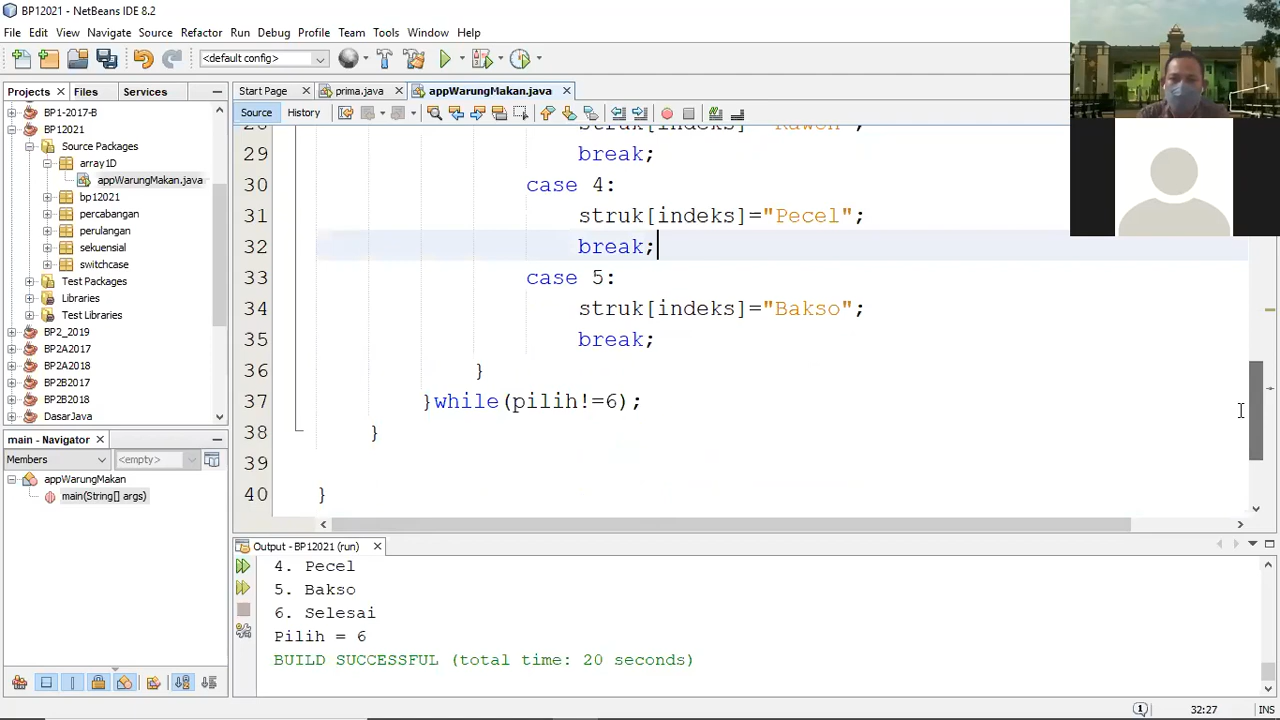 BP12021 - NetBeans IDE 8.2
File Edit View Navigate Source Refactor Run Debug Profile Team Tools Window Help
<default config>
Projects Files Services
BP1-2017-B
BP12021
Source Packages
array1D
appWarungMakan.java
bp12021
percabangan
perulangan
sekuensial
switchcase
Test Packages
Libraries
Test Libraries
BP2_2019
BP2A2017
BP2A2018
BP2B2017
BP2B2018
DasarJava
main - Navigator
Members <empty>
appWarungMakan
main(String[] args)
Start Page prima.java appWarungMakan.java
Source History
28 struk[indeks]="Rawon";
29 break;
30 case 4:
31 struk[indeks]="Pecel";
32 break;
33 case 5:
34 struk[indeks]="Bakso";
35 break;
36 }
37 }while(pilih!=6);
38 }
39
40 }
Output - BP12021 (run)
4. Pecel
5. Bakso
6. Selesai
Pilih = 6
BUILD SUCCESSFUL (total time: 20 seconds)
1 32:27 INS